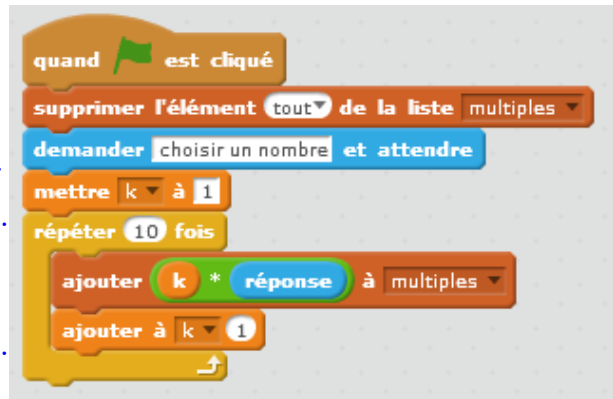 quand est cliqué
supprimer l'élément tout de la liste multiples
demander choisir un nombre et attendre
mettre k à 1
répéter 10 fois
ajouter k * réponse à multiples
ajouter à k 1